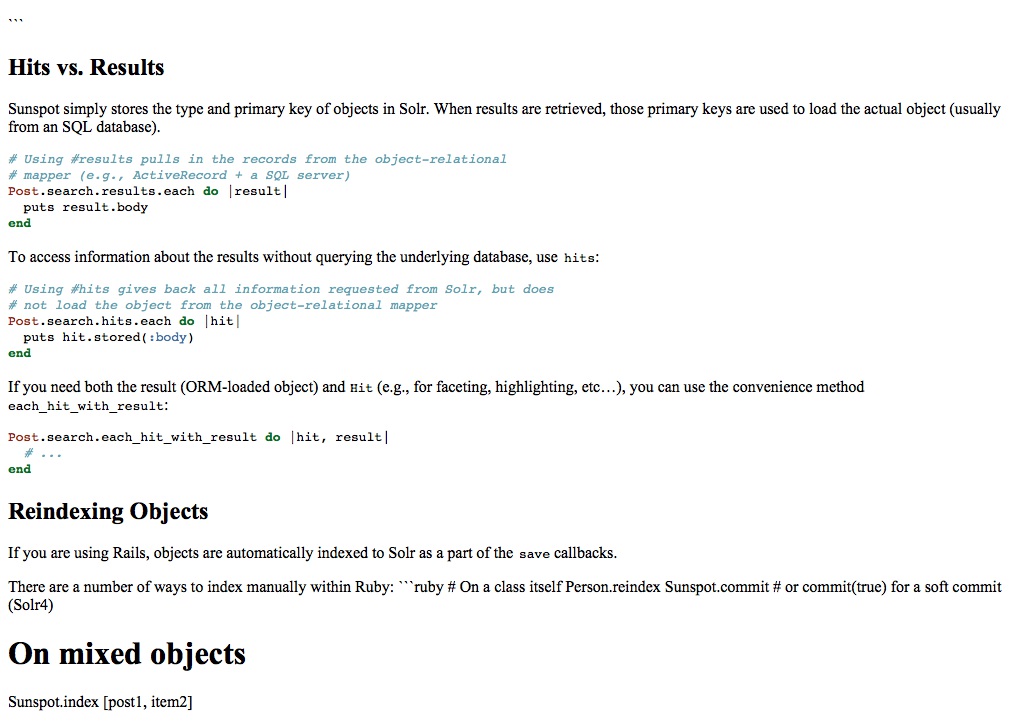 ```
Hits vs. Results
Sunspot simply stores the type and primary key of objects in Solr. When results are retrieved, those primary keys are used to load the actual object (usually
from an SQL database).
# Using #results pulls in the records from the object-relational
# mapper (e.g., ActiveRecord + a SQL server)
Post.search.results.each do |result|
  puts result.body
end
To access information about the results without querying the underlying database, use hits:
# Using #hits gives back all information requested from Solr, but does
# not load the object from the object-relational mapper
Post.search.hits.each do |hit|
  puts hit.stored(:body)
end
If you need both the result (ORM-loaded object) and Hit (e.g., for faceting, highlighting, etc...), you can use the convenience method
each_hit_with_result:
Post.search.each_hit_with_result do |hit, result|
  # ...
end
Reindexing Objects
If you are using Rails, objects are automatically indexed to Solr as a part of the save callbacks.
There are a number of ways to index manually within Ruby: ```ruby # On a class itself Person.reindex Sunspot.commit # or commit(true) for a soft commit
(Solr4)
On mixed objects
Sunspot.index [post1, item2]